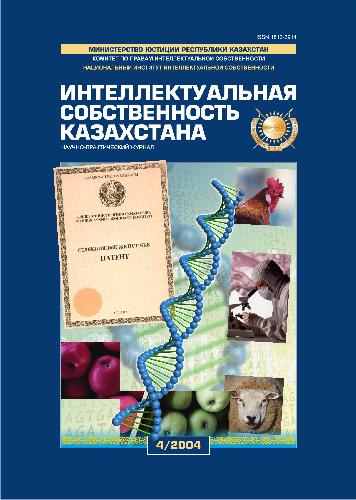 МИНИСТЕРСТВО ЮСТИЦИИ РЕСПУБЛИКИ КАЗАХСТАН
КОМИТЕТ ПО ПРАВАМ ИНТЕЛЛЕКТУАЛЬНОЙ СОБСТВЕННОСТИ
НАЦИОНАЛЬНЫЙ ИНСТИТУТ ИНТЕЛЛЕКТУАЛЬНОЙ СОБСТВЕННОСТИ
ИНТЕЛЛЕКТУАЛЬНАЯ
СОБСТВЕННОСТЬ
КАЗАХСТАНА
НАУЧНО-ПРАКТИЧЕСКИЙ ЖУРНАЛ
ПАТЕНТ
4/2004